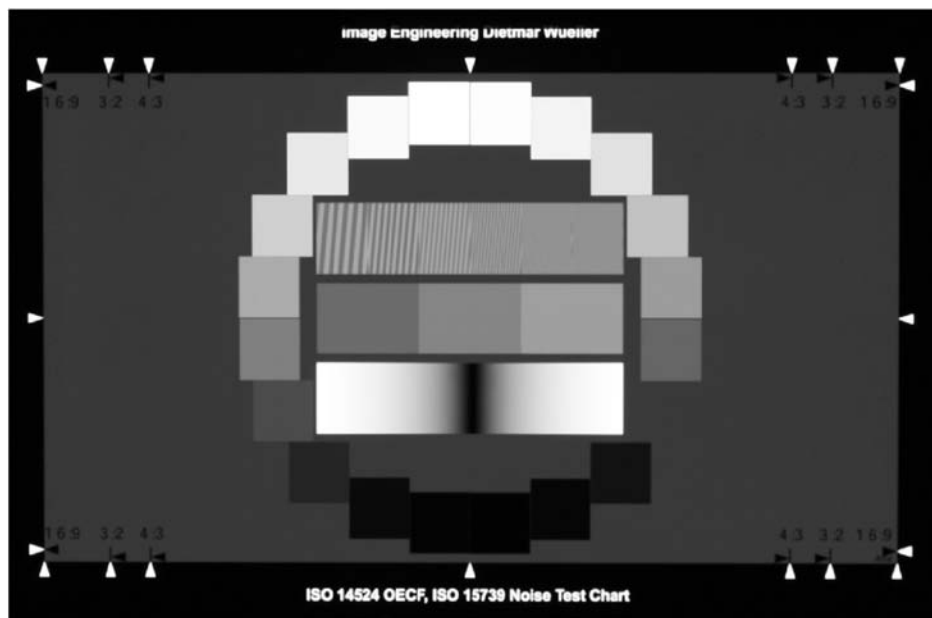 Image Engineering Dietmar Wueller
16:9 3:2 4:3 4:3 3:2 16:9
16:9 3:2 4:3 4:3 3:2 16:9
ISO 14524 OECF, ISO 15739 Noise Test Chart